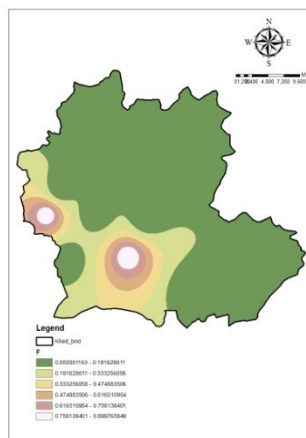 N
W E
S
Legend
Khed_bnd
F
0.050001163 - 0.191628611
0.191628611 - 0.333256058
0.333256058 - 0.474883506
0.474883506 - 0.616510954
0.616510954 - 0.758138401
0.758138401 - 0.899765849